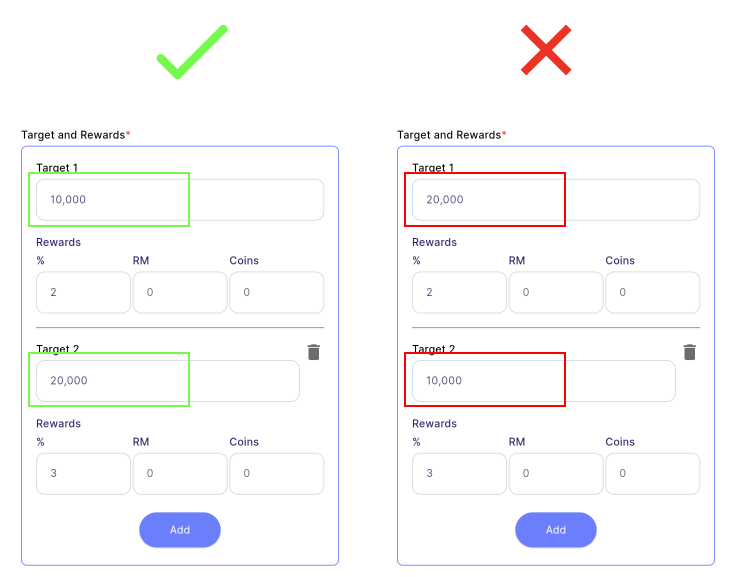 Target and Rewards*
Target 1
10,000
Rewards
% RM Coins
2 0 0
Target 2
20,000
Rewards
% RM Coins
3 0 0
Add
Target and Rewards*
Target 1
20,000
Rewards
% RM Coins
2 0 0
Target 2
10,000
Rewards
% RM Coins
3 0 0
Add